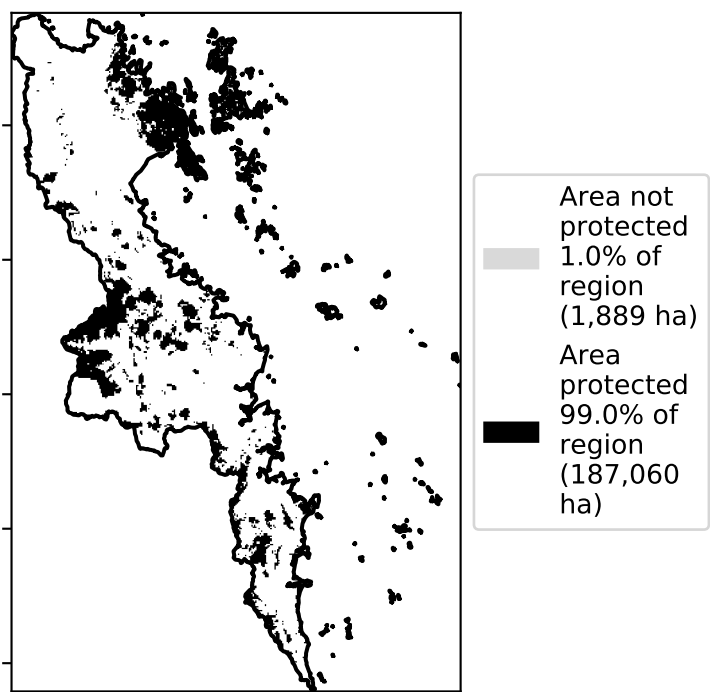 Area not
protected
1.0% of
region
(1,889 ha)
Area
protected
99.0% of
region
(187,060
ha)